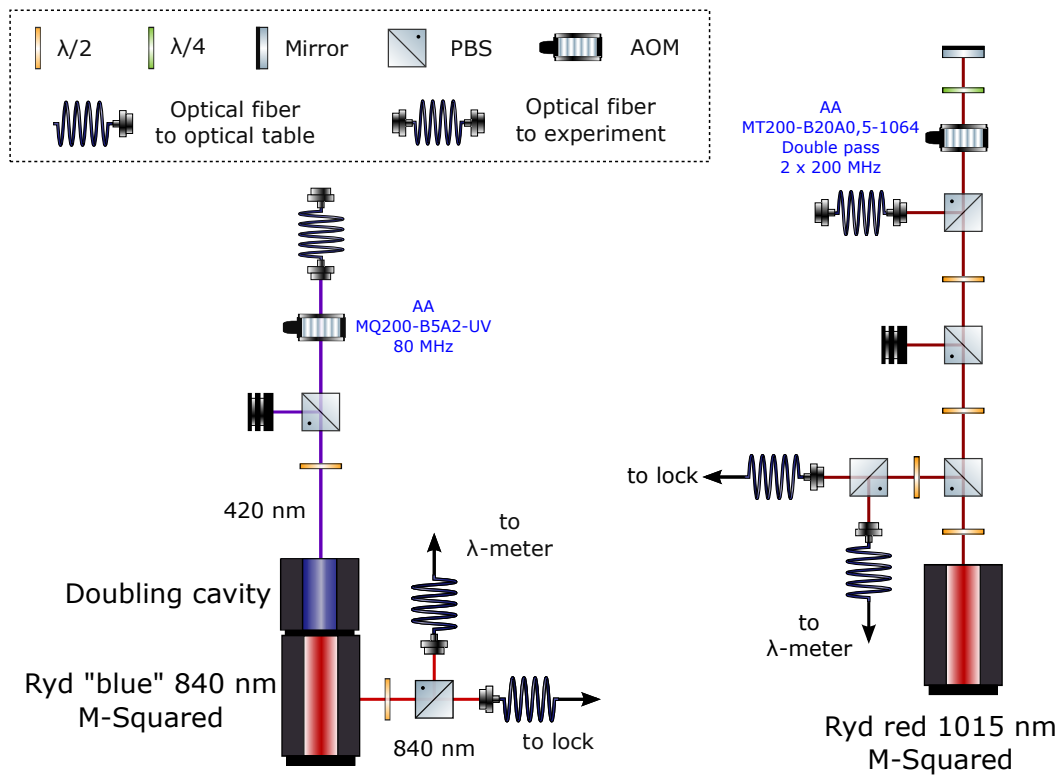 λ/2
λ/4
Mirror
PBS
AOM
Optical fiber
to optical table
Optical fiber
to experiment
AA
MT200-B20A0,5-1064
Double pass
2 x 200 MHz
AA
MQ200-B5A2-UV
80 MHz
420 nm
to
λ-meter
Doubling cavity
Ryd "blue" 840 nm
M-Squared
840 nm
to lock
to lock
to
λ-meter
Ryd red 1015 nm
M-Squared